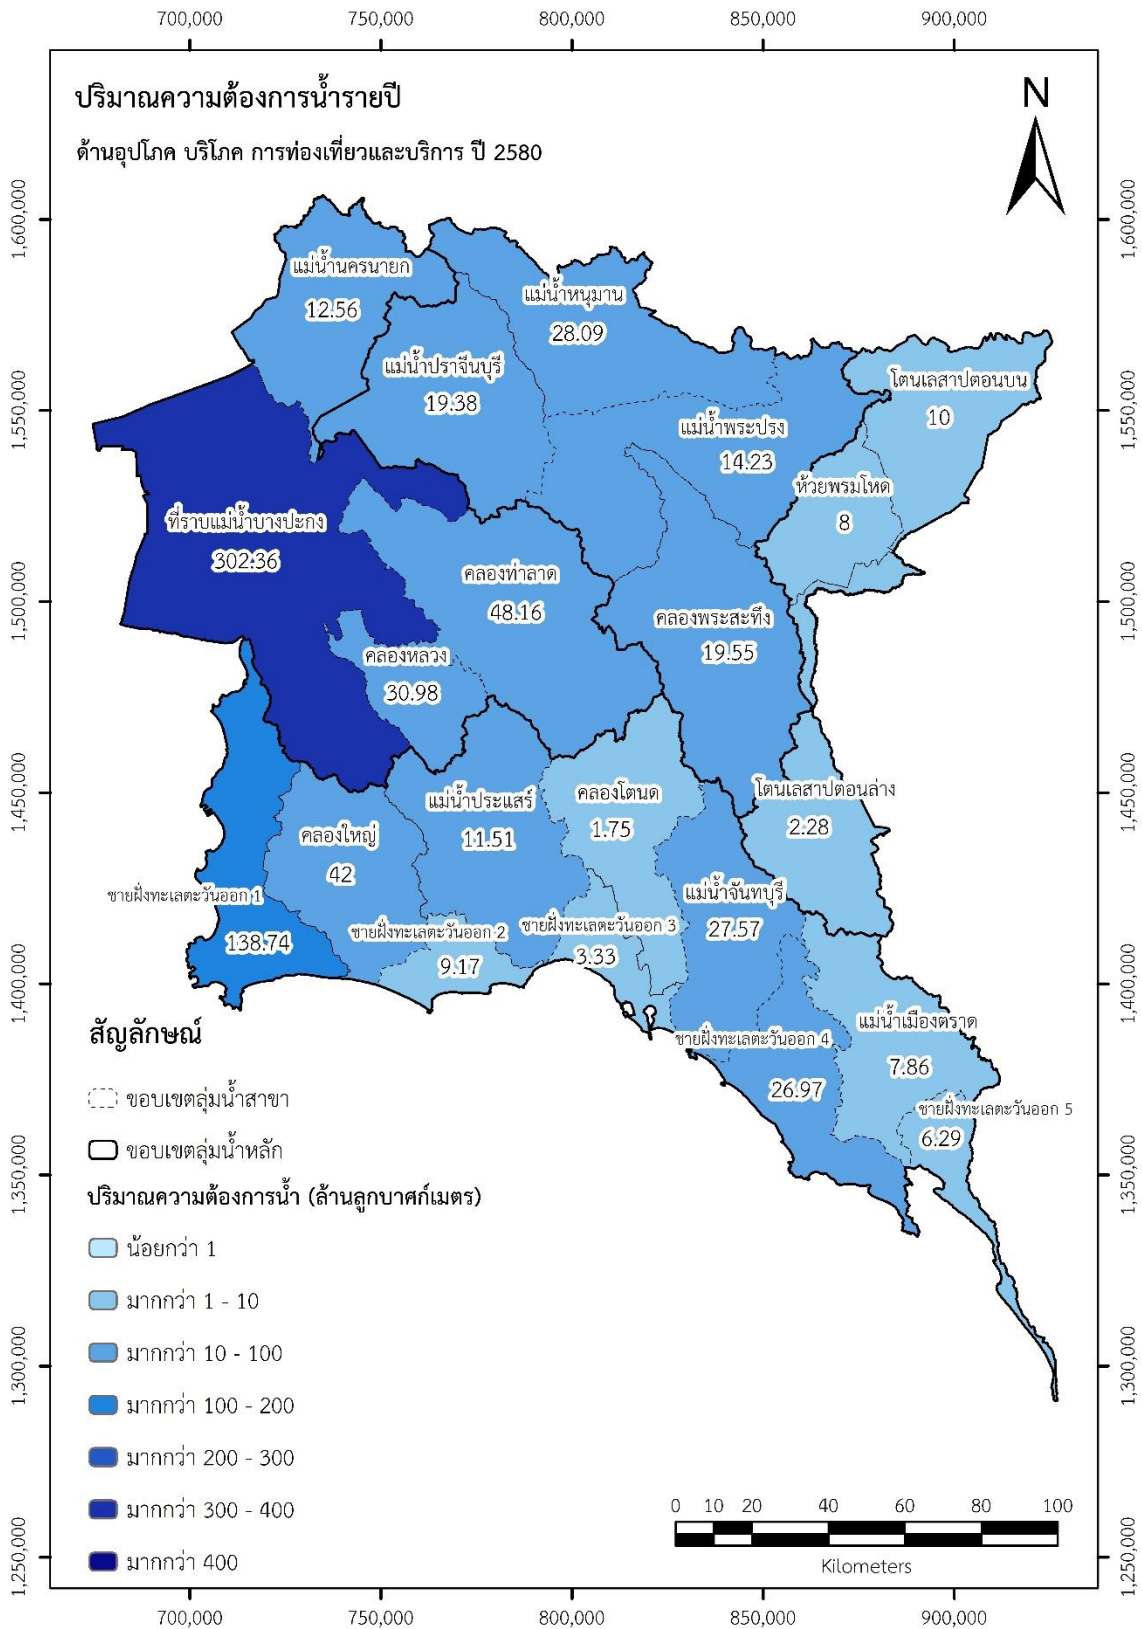 700,000 750,000 800,000 850,000 900,000
ปริมาณความต้องการน้ำรายปี
N
ด้านอุปโภค บริโภค การท่องเที่ยวและบริการ ปี 2580
1,600,000 1,600,000
แม่น้ำนครนายก
12.56
แม่น้ำหนุมาน
28.09
แม่น้ำปราจีนบุรี
19.38
โตนเลสาปตอนบน
10
1,550,000 1,550,000
แม่น้ำพระปรง
14.23
ห้วยพรมโหด
8
ที่ราบแม่น้ำบางปะกง
302.36
คลองท่าลาด
48.16
1,500,000 1,500,000
คลองพระสะทึง
19.55
คลองหลวง
30.98
1,450,000 1,450,000
โตนเลสาปตอนล่าง
2.28
คลองโตนด
1.75
แม่น้ำประแสร์
11.51
คลองใหญ่
42
แม่น้ำจันทบุรี
27.57
ชายฝั่งทะเลตะวันออก 1
138.74
ชายฝั่งทะเลตะวันออก 2
9.17
ชายฝั่งทะเลตะวันออก 3
3.33
1,400,000 1,400,000
แม่น้ำเมืองตราด
7.86
ชายฝั่งทะเลตะวันออก 4
26.97
ชายฝั่งทะเลตะวันออก 5
6.29
1,350,000 1,350,000
สัญลักษณ์
ขอบเขตลุ่มน้ำสาขา
ขอบเขตลุ่มน้ำหลัก
ปริมาณความต้องการน้ำ (ล้านลูกบาศก์เมตร)
น้อยกว่า 1
มากกว่า 1 - 10
มากกว่า 10 - 100
มากกว่า 100 - 200
มากกว่า 200 - 300
มากกว่า 300 - 400
มากกว่า 400
1,300,000 1,300,000
0 10 20 40 60 80 100
Kilometers
1,250,000 1,250,000
700,000 750,000 800,000 850,000 900,000